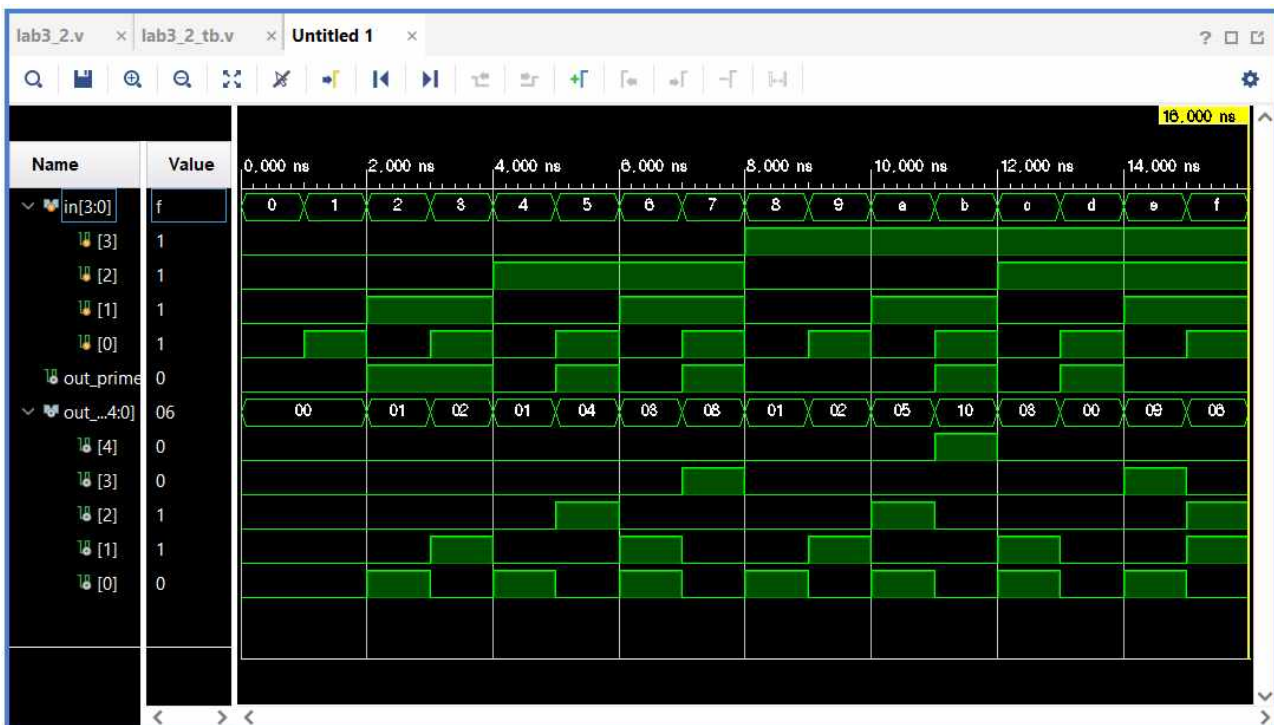 lab3_2.v × lab3_2_tb.v × Untitled 1 × ?
16.000 ns
Name Value 0.000 ns 2.000 ns 4.000 ns 6.000 ns 8.000 ns 10.000 ns 12.000 ns 14.000 ns
in[3:0] f 0 1 2 3 4 5 6 7 8 9 a b c d e f
[3] 1
[2] 1
[1] 1
[0] 1
out_prime 0
out_...4:0] 06 00 01 02 01 04 03 08 01 02 05 10 03 00 09 06
[4] 0
[3] 0
[2] 1
[1] 1
[0] 0